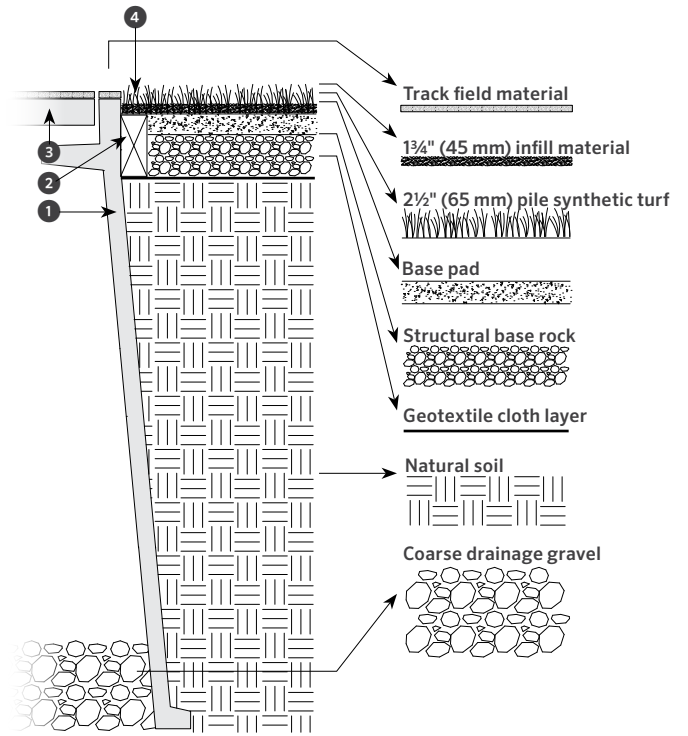 4
Track field material
3
1¾" (45 mm) infill material
2
2½" (65 mm) pile synthetic turf
1
Base pad
Structural base rock
Geotextile cloth layer
Natural soil
Coarse drainage gravel